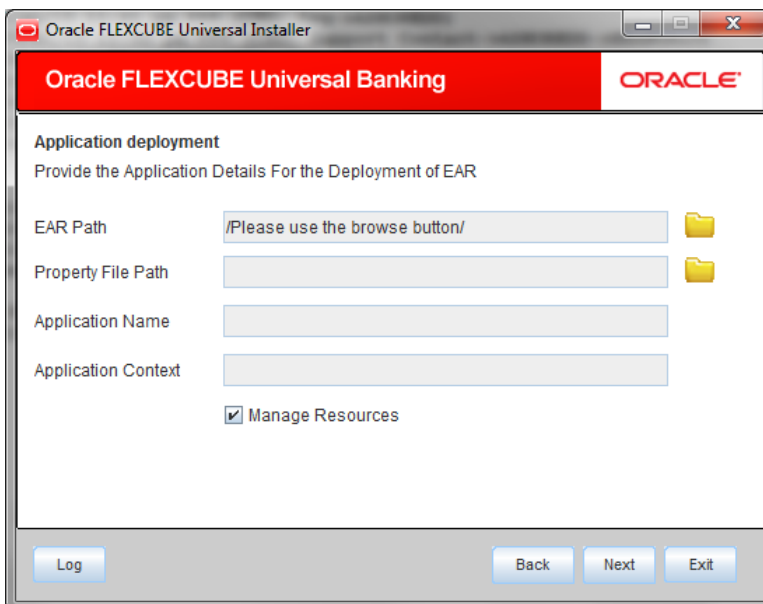 Oracle FLEXCUBE Universal Installer
Oracle FLEXCUBE Universal Banking
ORACLE®
Application deployment
Provide the Application Details For the Deployment of EAR
EAR Path
/Please use the browse button/
Property File Path
Application Name
Application Context
Manage Resources
Log
Back
Next
Exit